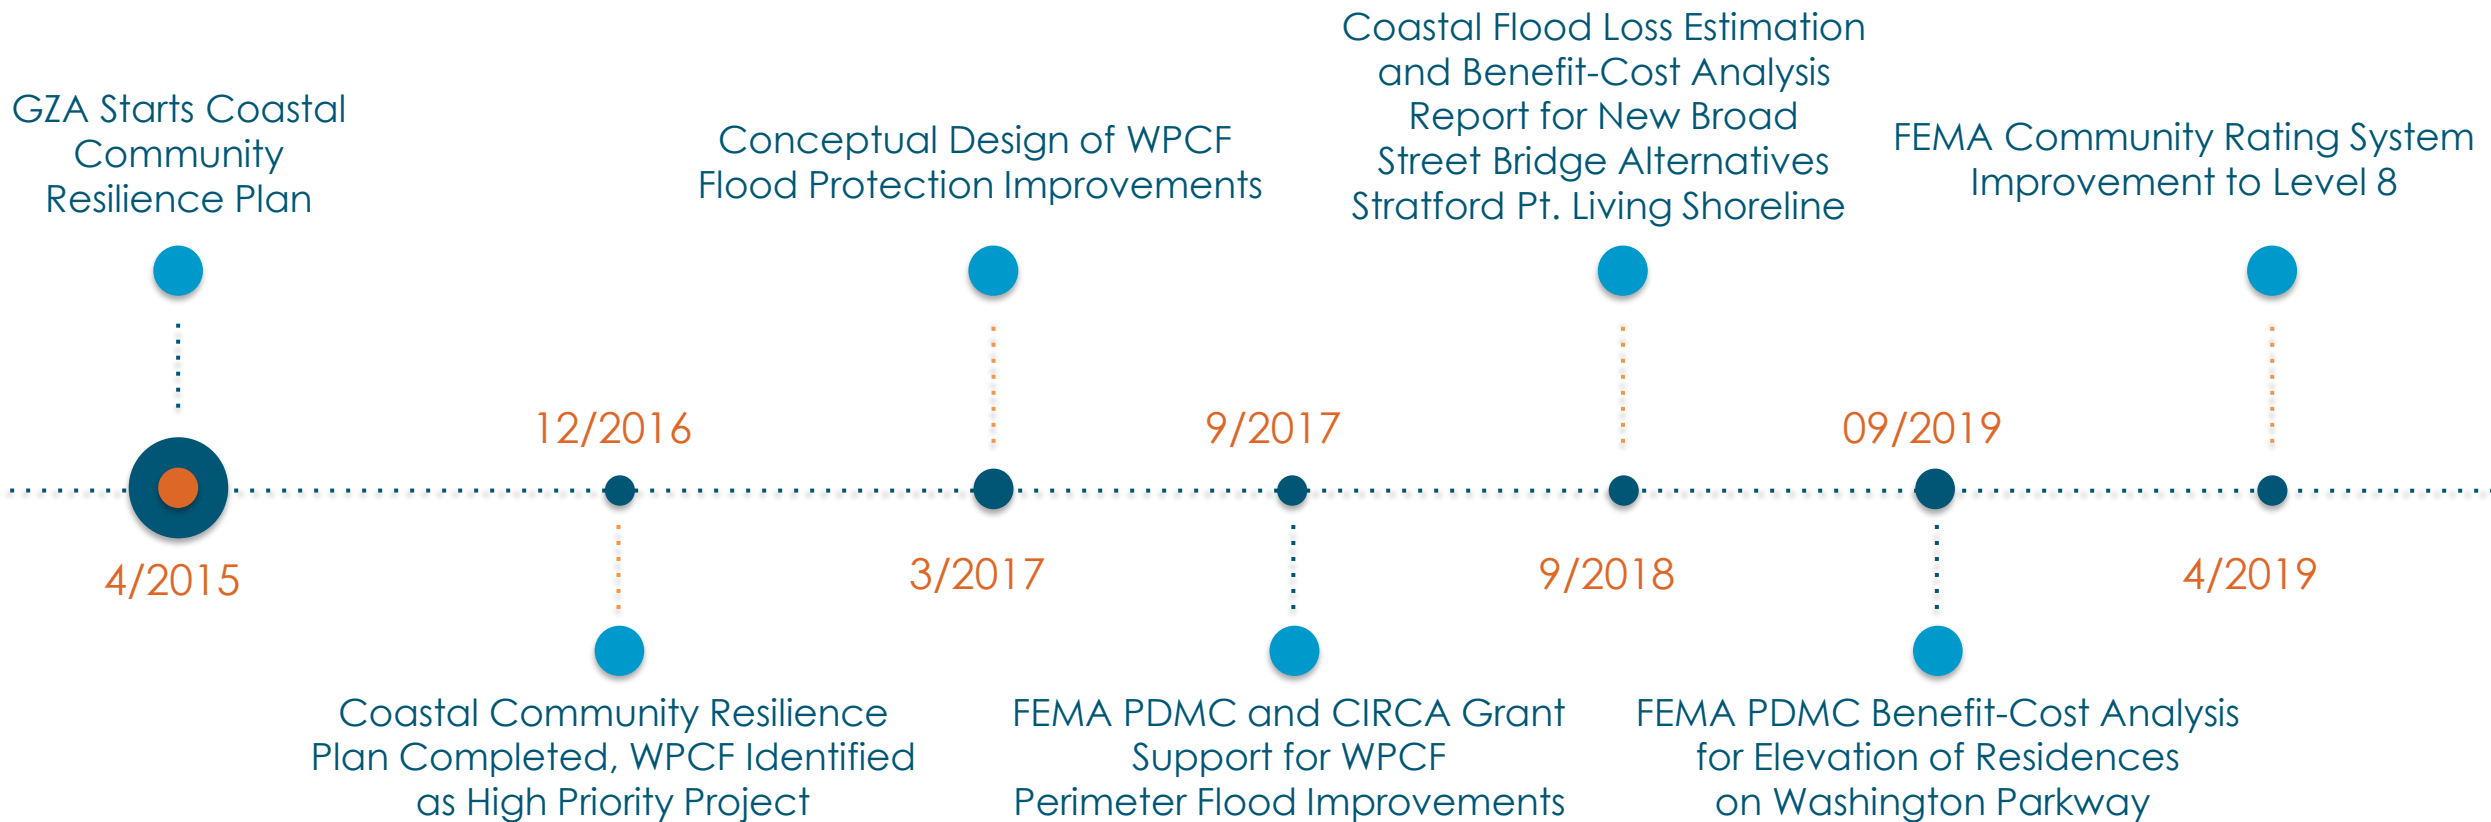 GZA Starts Coastal
Community
Resilience Plan
4/2015
12/2016
Coastal Community Resilience
Plan Completed, WPCF Identified
as High Priority Project
Conceptual Design of WPCF
Flood Protection Improvements
3/2017
9/2017
FEMA PDMC and CIRCA Grant
Support for WPCF
Perimeter Flood Improvements
Coastal Flood Loss Estimation
and Benefit-Cost Analysis
Report for New Broad
Street Bridge Alternatives
Stratford Pt. Living Shoreline
9/2018
09/2019
FEMA PDMC Benefit-Cost Analysis
for Elevation of Residences
on Washington Parkway
FEMA Community Rating System
Improvement to Level 8
4/2019